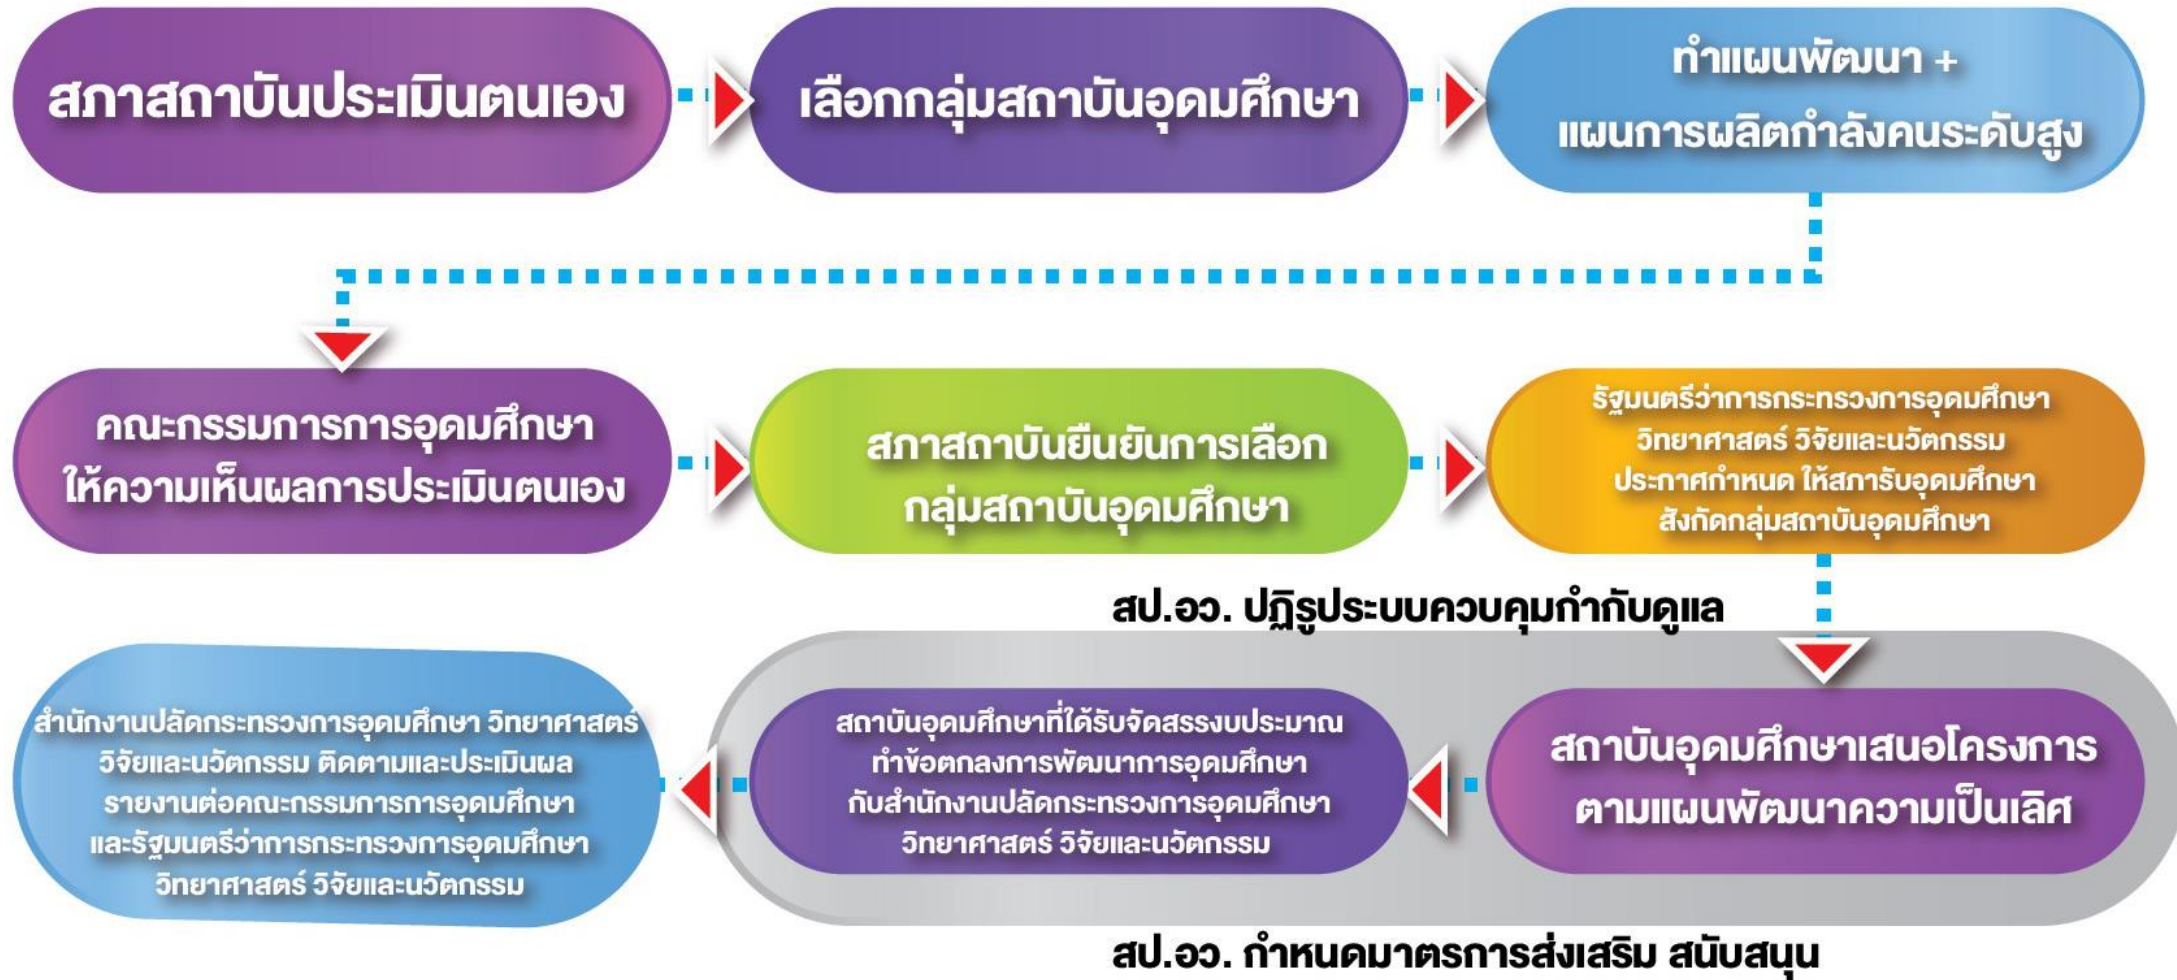 สภาสถาบันประเมินตนเอง
เลือกกลุ่มสถาบันอุดมศึกษา
ทำแผนพัฒนา +
แผนการผลิตกำลังคนระดับสูง
คณะกรรมการการอุดมศึกษา
ให้ความเห็นผลการประเมินตนเอง
สภาสถาบันยืนยันการเลือก
กลุ่มสถาบันอุดมศึกษา
รัฐมนตรีว่าการกระทรวงการอุดมศึกษา
วิทยาศาสตร์ วิจัยและนวัตกรรม
ประกาศกำหนด ให้สภารับอุดมศึกษา
สังกัดกลุ่มสถาบันอุดมศึกษา
สป.อว. ปฏิรูประบบควบคุมกำกับดูแล
สถาบันอุดมศึกษาเสนอโครงการ
ตามแผนพัฒนาความเป็นเลิศ
สถาบันอุดมศึกษาที่ได้รับจัดสรรงบประมาณ
ทำข้อตกลงการพัฒนาการอุดมศึกษา
กับสำนักงานปลัดกระทรวงการอุดมศึกษา
วิทยาศาสตร์ วิจัยและนวัตกรรม
สำนักงานปลัดกระทรวงการอุดมศึกษา วิทยาศาสตร์
วิจัยและนวัตกรรม ติดตามและประเมินผล
รายงานต่อคณะกรรมการการอุดมศึกษา
และรัฐมนตรีว่าการกระทรวงการอุดมศึกษา
วิทยาศาสตร์ วิจัยและนวัตกรรม
สป.อว. กำหนดมาตรการส่งเสริม สนับสนุน